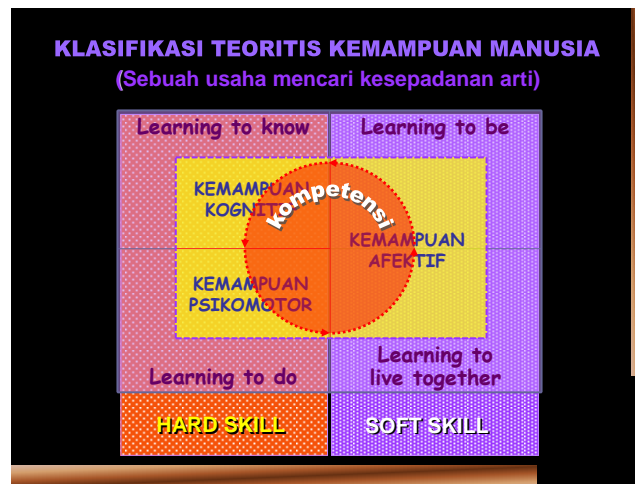 KLASIFIKASI TEORITIS KEMAMPUAN MANUSIA
(Sebuah usaha mencari kesepadanan arti)
Learning to know
Learning to be
KEMAMPUAN
KOGNITIF
kompetensi
KEMAMPUAN
AFEKTIF
KEMAMPUAN
PSIKOMOTOR
Learning to do
Learning to
live together
HARD SKILL
SOFT SKILL